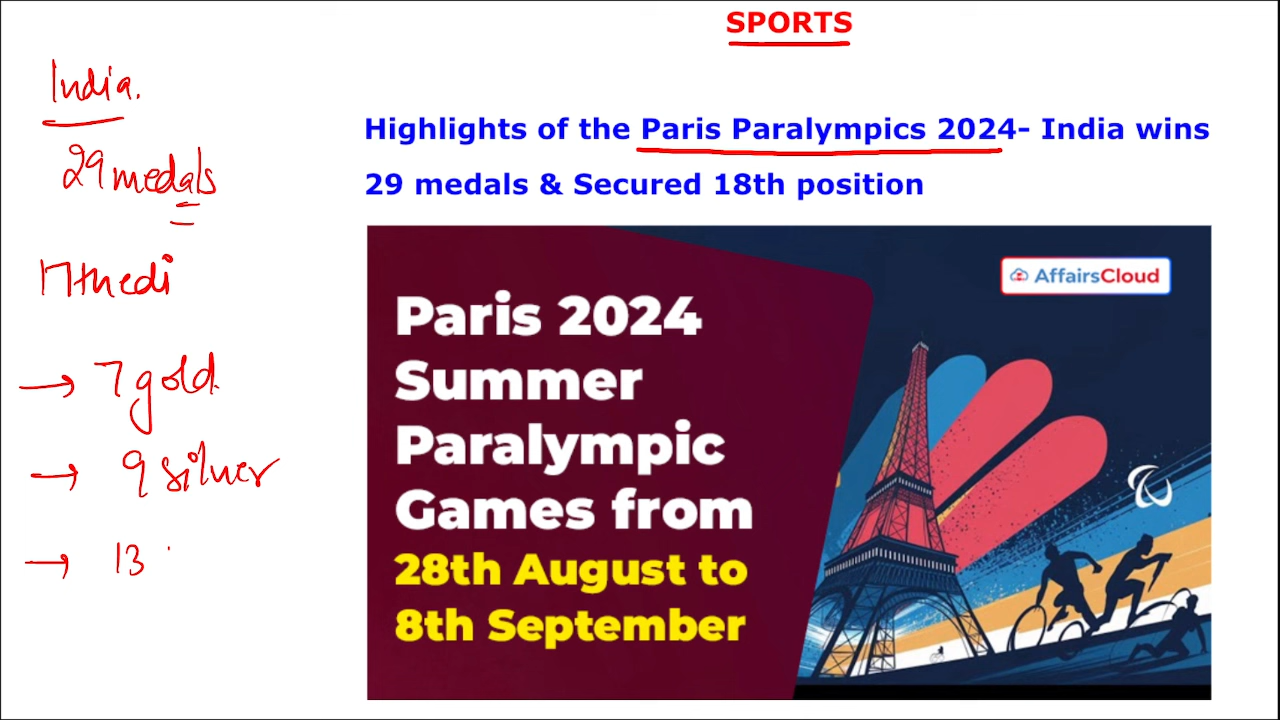 SPORTS
India.
29 medals
17thedi
→ 7 gold.
→ 9 silver
→ 13
Highlights of the Paris Paralympics 2024- India wins
29 medals & Secured 18th position
AffairsCloud
Paris 2024
Summer
Paralympic
Games from
28th August to
8th September